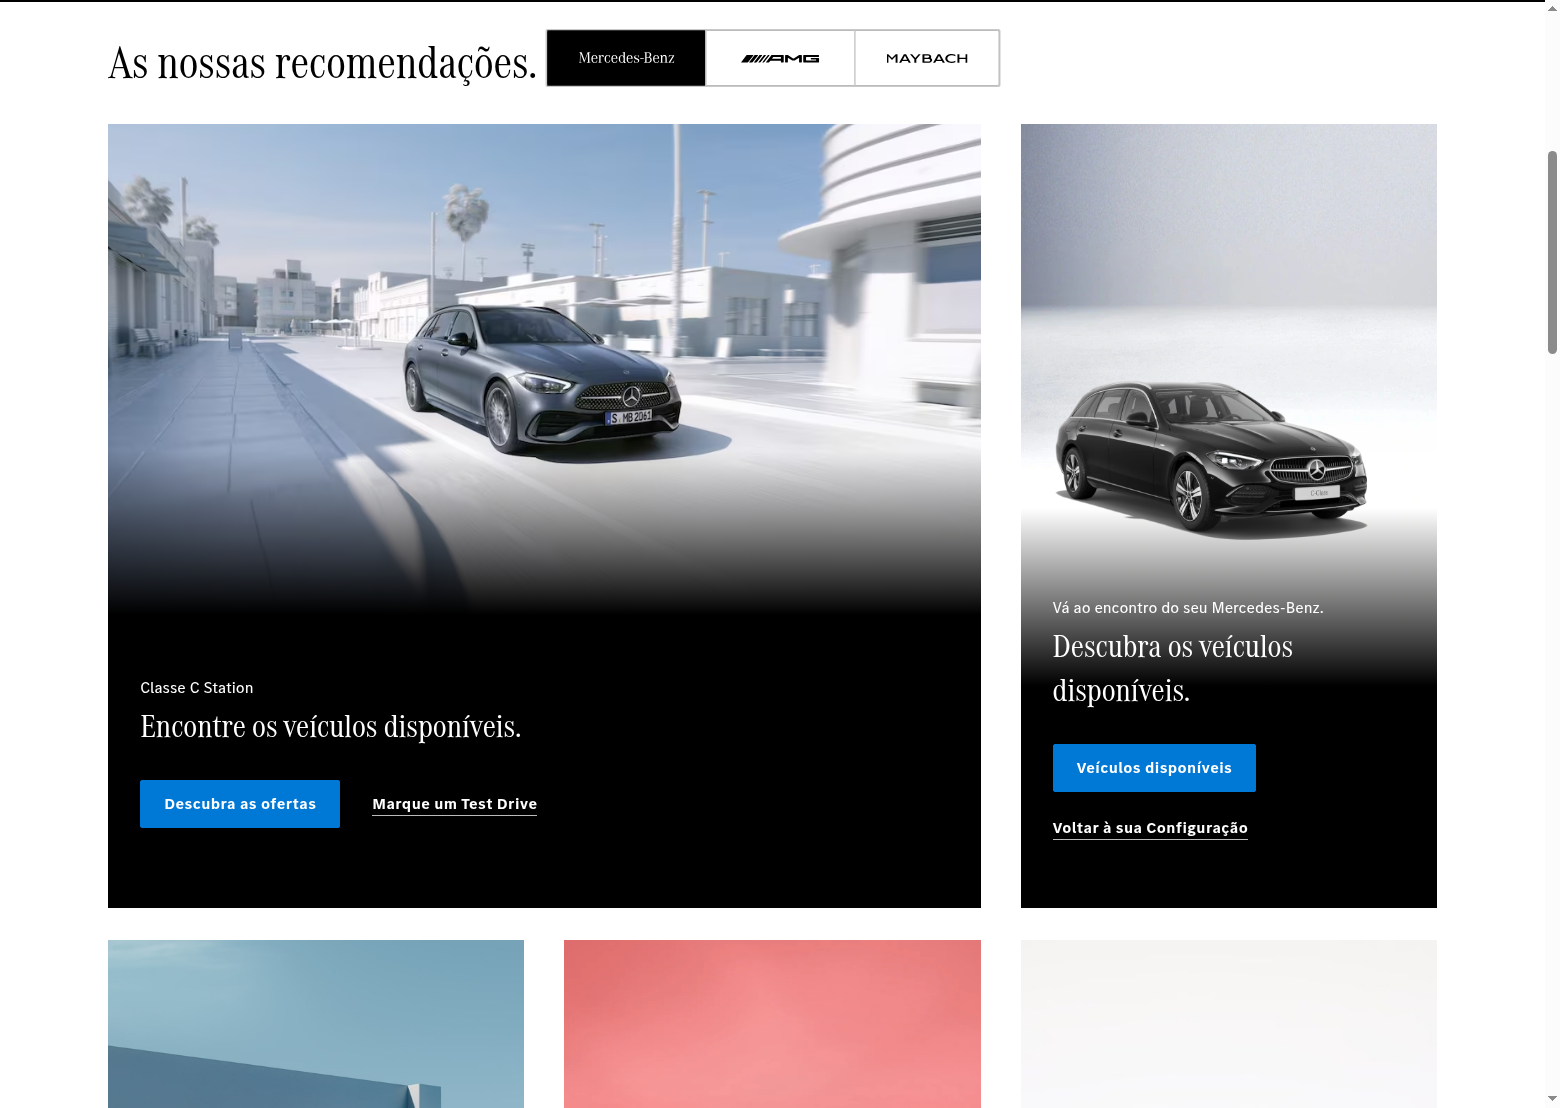 As nossas recomendações.
Mercedes-Benz
AMG
MAYBACH
S MB 2061
Classe C Station
Encontre os veículos disponíveis.
Descubra as ofertas
Marque um Test Drive
C-Class
Vá ao encontro do seu Mercedes-Benz.
Descubra os veículos
disponíveis.
Veículos disponíveis
Voltar à sua Configuração